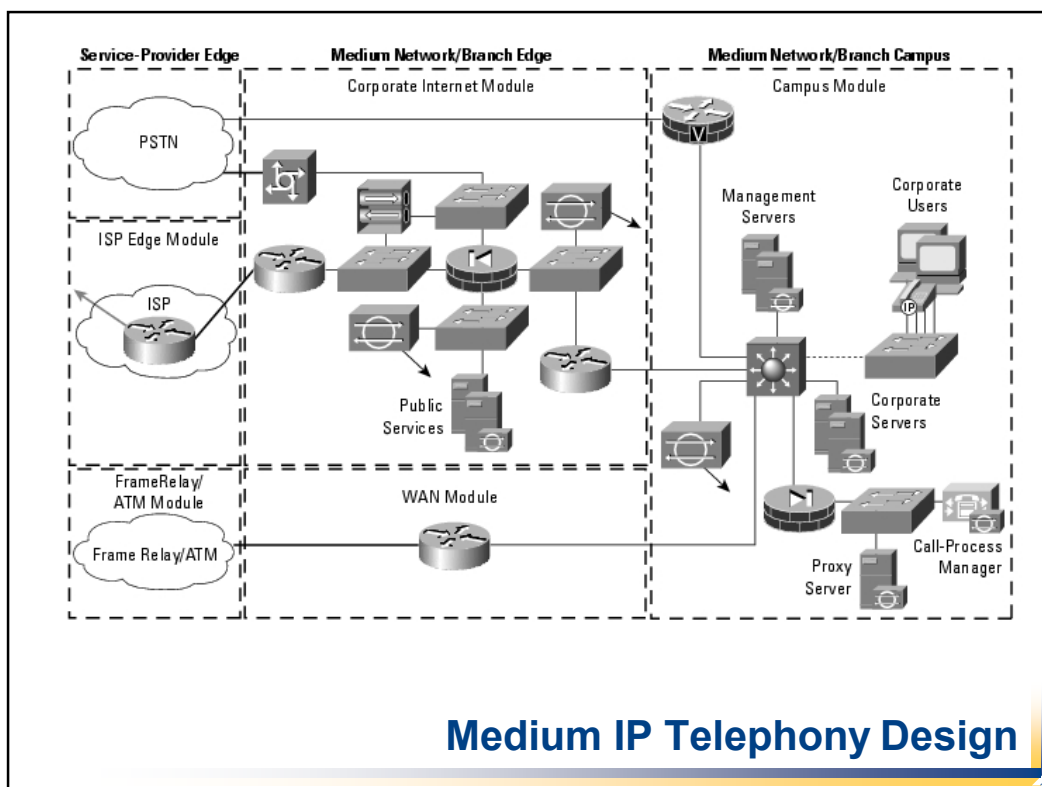 Service-Provider Edge
Medium Network/Branch Edge
Medium Network/Branch Campus
Corporate Internet Module
Campus Module
PSTN
V
Management
Servers
Corporate
Users
ISP Edge Module
ISP
IP
Public
Services
Corporate
Servers
FrameRelay/
ATM Module
WAN Module
Frame Relay/ATM
Proxy
Server
Call-Process
Manager
Medium IP Telephony Design